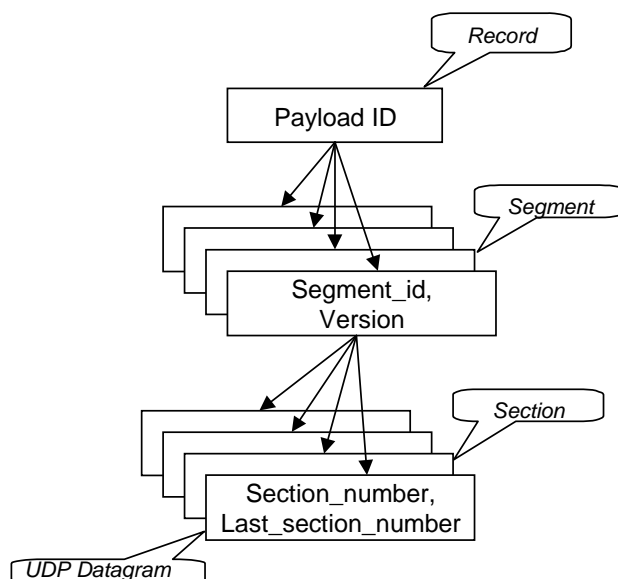 Record
Payload ID
Segment
Segment_id,
Version
Section
Section_number,
Last_section_number
UDP Datagram